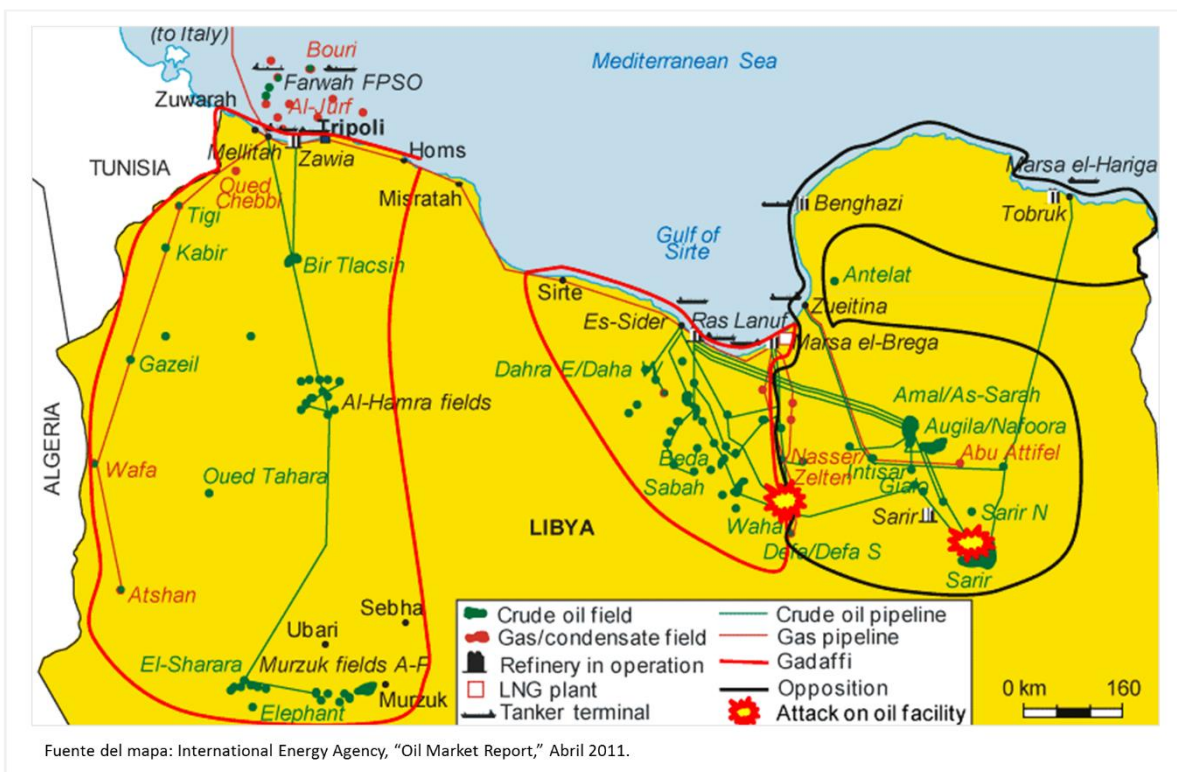 (to Italy)
Bouri
Mediterranean Sea
Farwah FPSO
Zuwarah
Al-Jurf
Tripoli
Mellitah
Zawia
Homs
TUNISIA
Oued
Chebbi
Misratah
Marsa el-Hariga
Benghazi
Tobruk
Tigi
Gulf of
Sirte
Kabir
Bir Tlacsin
Antelat
Sirte
Zueitina
Es-Sider
Ras Lanuf
Marsa el-Brega
Gazeil
Dahra E/Daha W
Al-Hamra fields
Amal/As-Sarah
Augila/Nafoora
ALGERIA
Wafa
Oued Tahara
Beda
Nasser/
Zelten
Intisar
Abu Attifel
Sabah
Gialo
LIBYA
Waha
Sarir
Sarir N
Defa/Defa S
Sarir
Atshan
Sebha
Ubari
El-Sharara
Murzuk fields A-F
Murzuk
Elephant
Crude oil field
Gas/condensate field
Refinery in operation
LNG plant
Tanker terminal
Crude oil pipeline
Gas pipeline
Gadaffi
Opposition
Attack on oil facility
0 km 160
Fuente del mapa: International Energy Agency, “Oil Market Report,” Abril 2011.